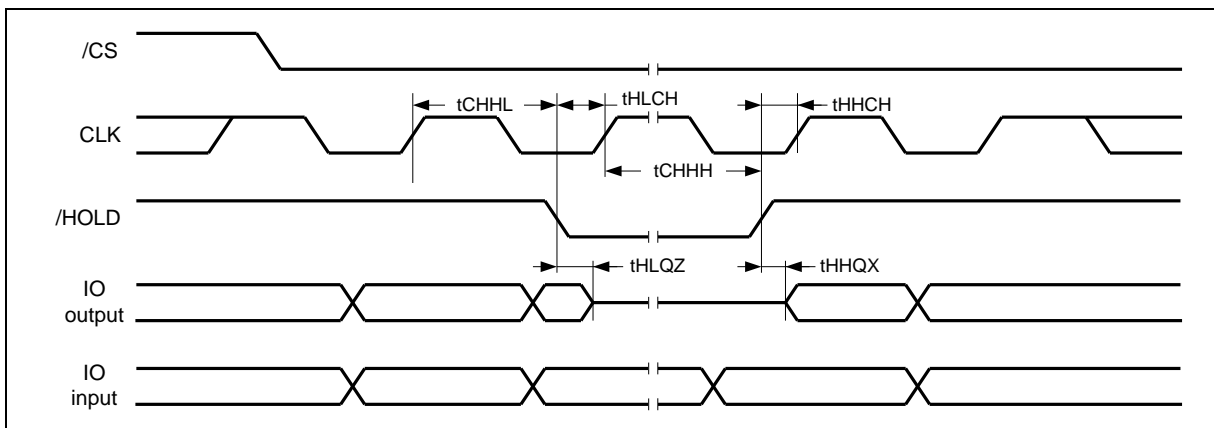 /CS
tCHHL
tHLCH
tHHCH
CLK
tCHHH
/HOLD
tHLQZ
tHHQX
IO
output
IO
input